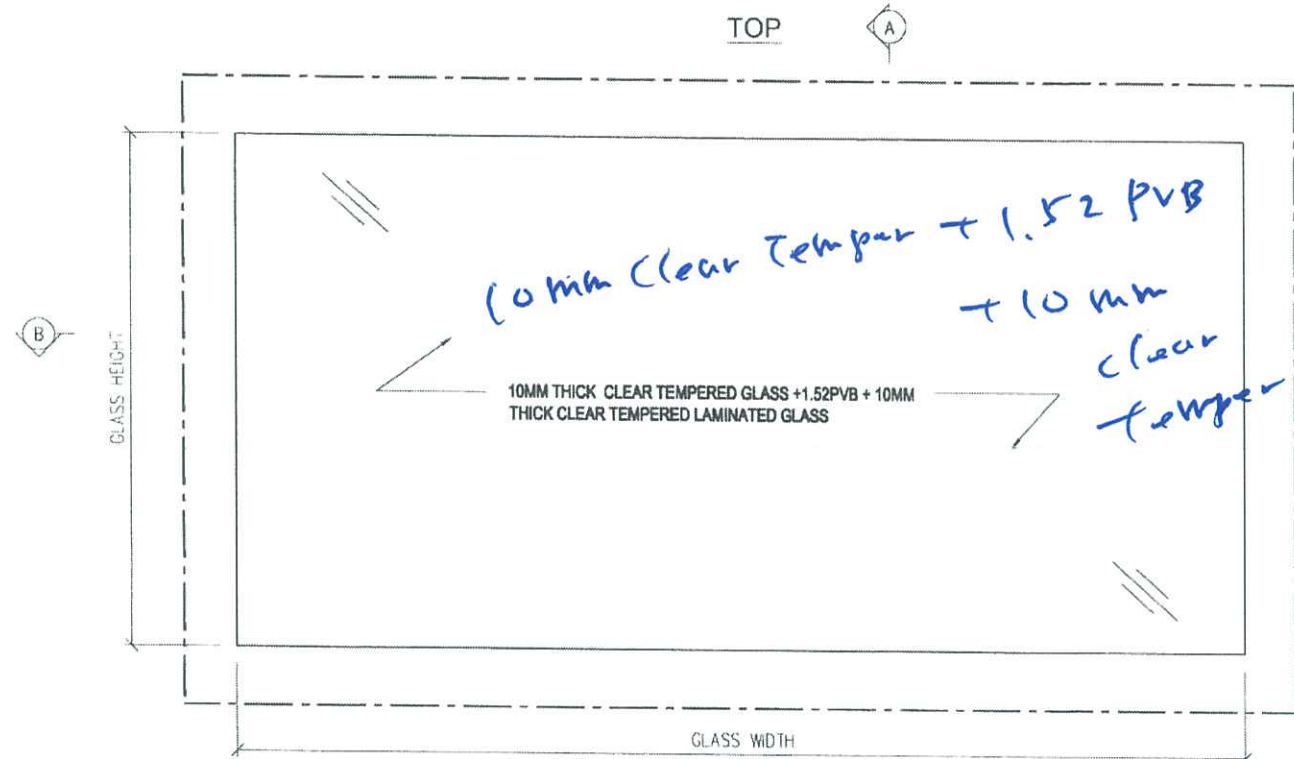 TOP
A
10mm Clear Temper + 1.52 PVB
+ 10 mm
clear
temper
B
GLASS HEIGHT
10MM THICK CLEAR TEMPERED GLASS +1.52PVB + 10MM
THICK CLEAR TEMPERED LAMINATED GLASS
GLASS WIDTH